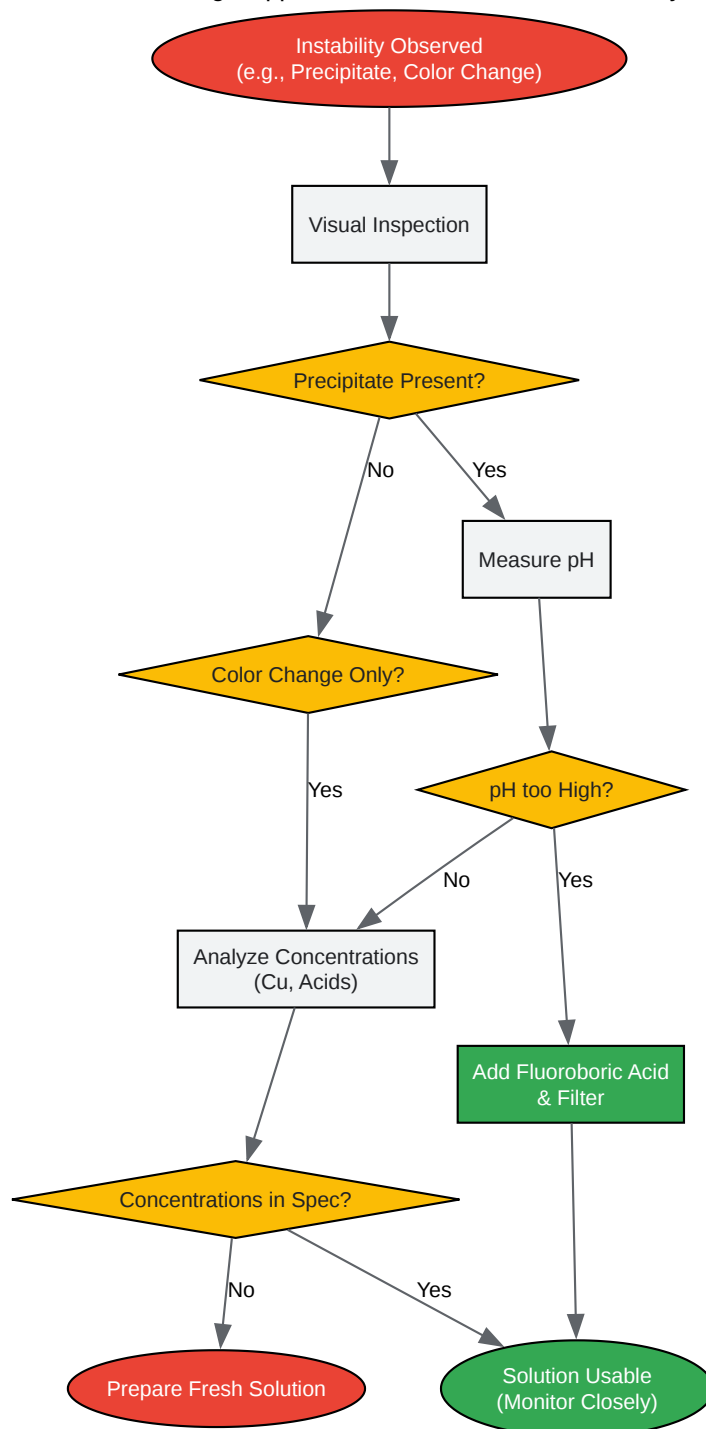 Instability Observed
(e.g., Precipitate, Color Change)
Visual Inspection
Precipitate Present?
No
Yes
Measure pH
Color Change Only?
pH too High?
Yes
No
Yes
Analyze Concentrations
(Cu, Acids)
Add Fluoroboric Acid
& Filter
Concentrations in Spec?
No
Yes
Prepare Fresh Solution
Solution Usable
(Monitor Closely)